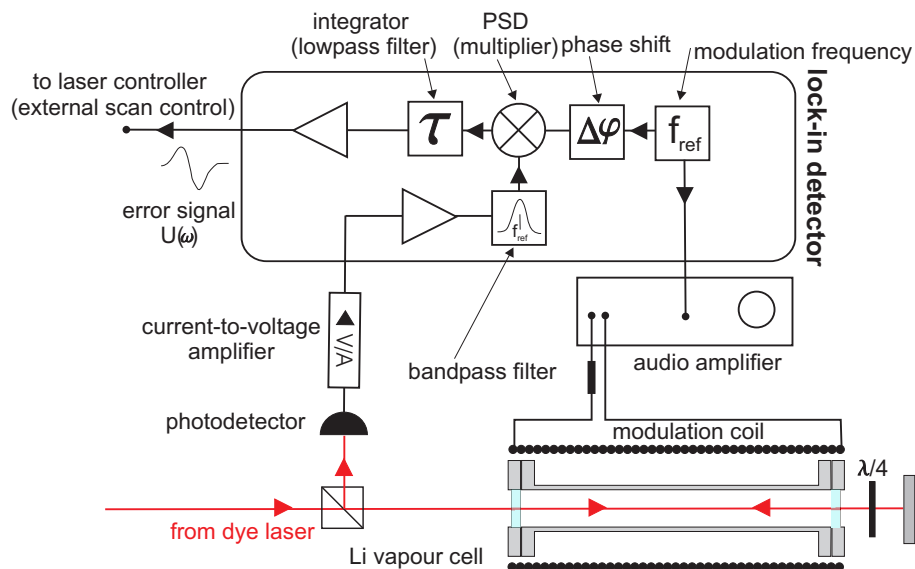 integrator
(lowpass filter)
PSD
(multiplier)
phase shift
modulation frequency
to laser controller
(external scan control)
τ
Δφ
f_ref
lock-in detector
error signal
U(ω)
f_ref
current-to-voltage
amplifier
V/A
bandpass filter
audio amplifier
photodetector
modulation coil
λ/4
from dye laser
Li vapour cell